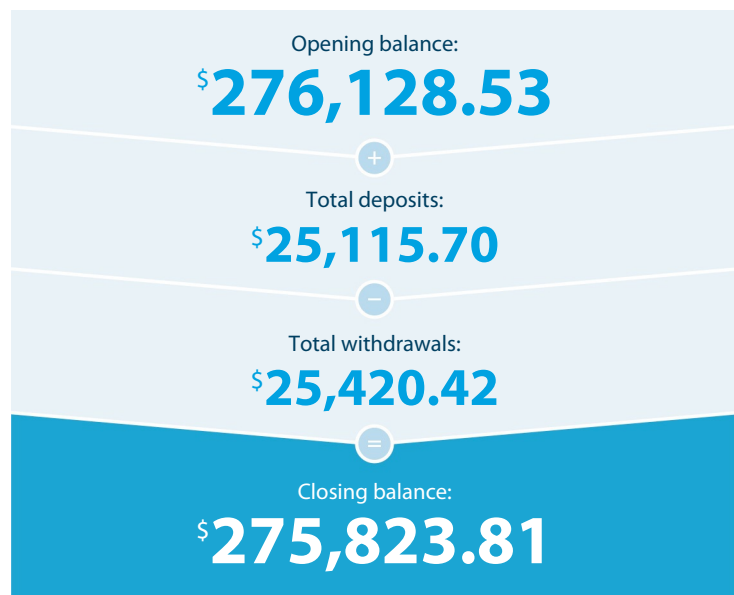 Opening balance:
$276,128.53
+
Total deposits:
$25,115.70
−
Total withdrawals:
$25,420.42
=
Closing balance:
$275,823.81